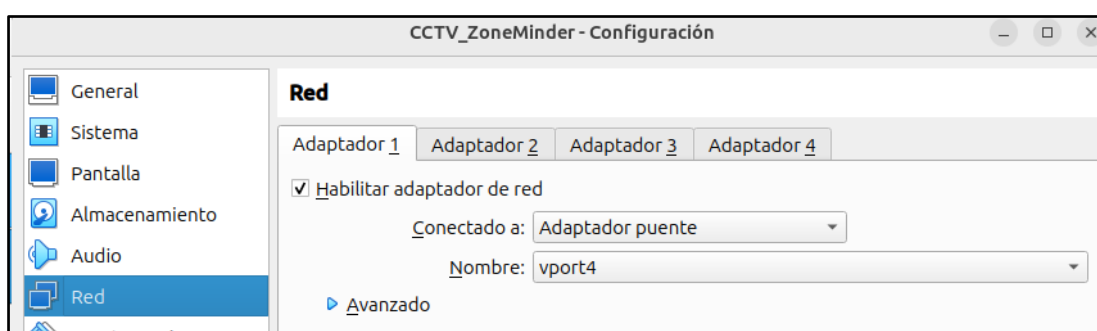 CCTV_ZoneMinder - Configuración
General
Sistema
Pantalla
Almacenamiento
Audio
Red
Red
Adaptador 1 Adaptador 2 Adaptador 3 Adaptador 4
Habilitar adaptador de red
Conectado a: Adaptador puente
Nombre: vport4
Avanzado